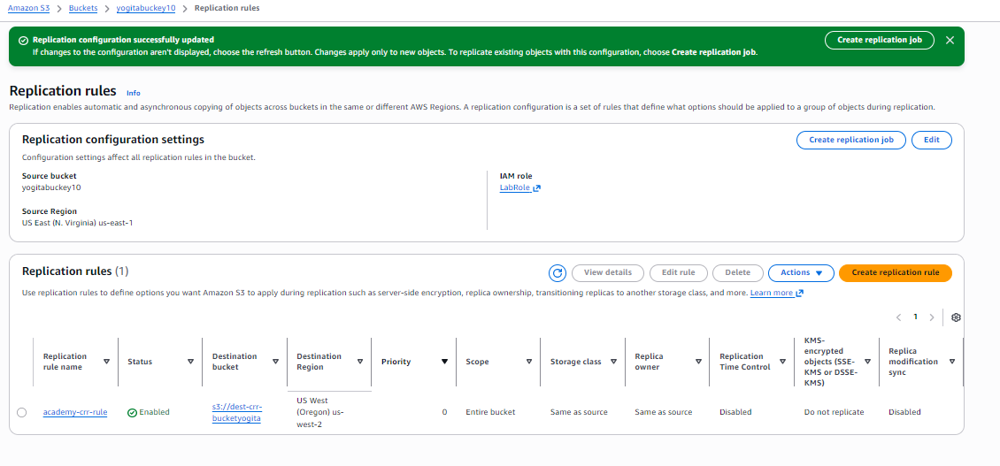 Amazon S3 > Buckets > yogitabuckey10 > Replication rules
Replication configuration successfully updated
If changes to the configuration aren't displayed, choose the refresh button. Changes apply only to new objects. To replicate existing objects with this configuration, choose Create replication job.
Create replication job
Replication rules Info
Replication enables automatic and asynchronous copying of objects across buckets in the same or different AWS Regions. A replication configuration is a set of rules that define what options should be applied to a group of objects during replication.
Replication configuration settings
Create replication job
Edit
Configuration settings affect all replication rules in the bucket.
Source bucket
yogitabuckey10
Source Region
US East (N. Virginia) us-east-1
IAM role
LabRole
Replication rules (1)
View details
Edit rule
Delete
Actions
Create replication rule
Use replication rules to define options you want Amazon S3 to apply during replication such as server-side encryption, replica ownership, transitioning replicas to another storage class, and more. Learn more
1
Replication
rule name
Status
Destination
bucket
Destination
Region
Priority
Scope
Storage class
Replica
owner
Replication
Time Control
KMS-
encrypted
objects (SSE-
KMS or DSSE-
KMS)
Replica
modification
sync
academy-crr-rule
Enabled
s3://dest-crr-
bucketyogita
US West
(Oregon) us-
west-2
0
Entire bucket
Same as source
Same as source
Disabled
Do not replicate
Disabled